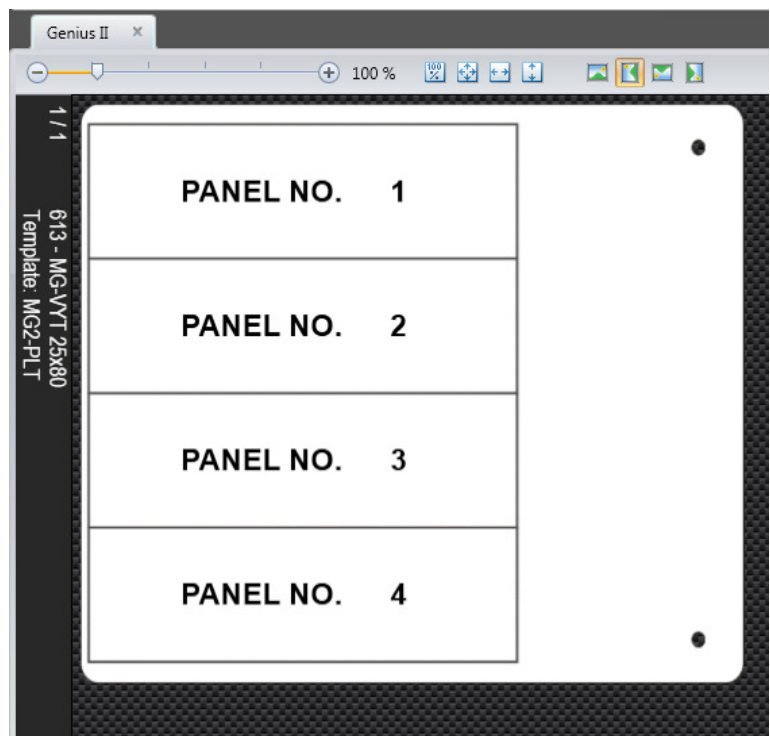 Genius II
100 %
100
%
1 / 1
613 - MG-VYT 25x80
Template: MG2-PLT
PANEL NO. 1
PANEL NO. 2
PANEL NO. 3
PANEL NO. 4